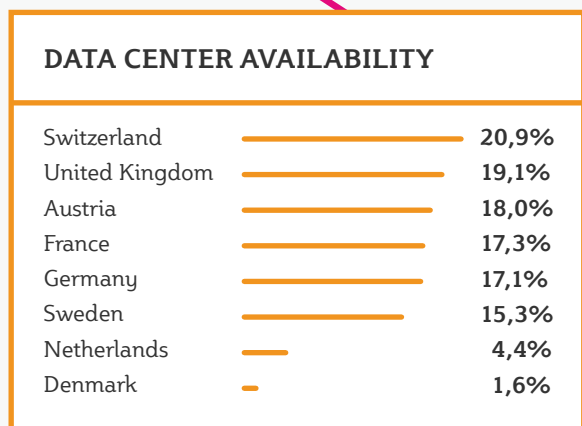 DATA CENTER AVAILABILITY
Switzerland 20,9%
United Kingdom 19,1%
Austria 18,0%
France 17,3%
Germany 17,1%
Sweden 15,3%
Netherlands 4,4%
Denmark 1,6%